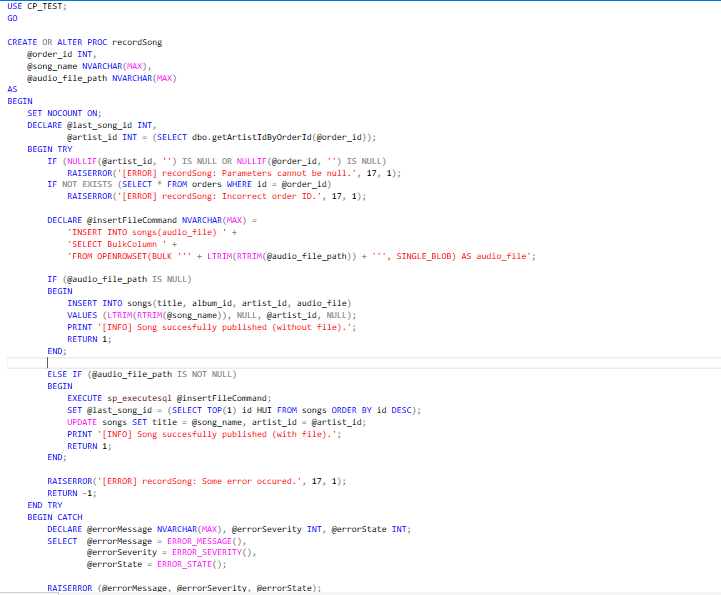 USE CP_TEST;
GO
CREATE OR ALTER PROC recordSong
@order_id INT,
@song_name NVARCHAR(MAX),
@audio_file_path NVARCHAR(MAX)
AS
BEGIN
SET NOCOUNT ON;
DECLARE @last_song_id INT,
@artist_id INT = (SELECT dbo.getArtistIdByOrderId(@order_id));
BEGIN TRY
IF (NULLIF(@artist_id, '') IS NULL OR NULLIF(@order_id, '') IS NULL)
RAISERROR('[ERROR] recordSong: Parameters cannot be null.', 17, 1);
IF NOT EXISTS (SELECT * FROM orders WHERE id = @order_id)
RAISERROR('[ERROR] recordSong: Incorrect order ID.', 17, 1);
DECLARE @insertFileCommand NVARCHAR(MAX) =
'INSERT INTO songs(audio_file) ' +
'SELECT BulkColumn ' +
'FROM OPENROWSET(BULK ''' + LTRIM(RTRIM(@audio_file_path)) + ''', SINGLE_BLOB) AS audio_file';
IF (@audio_file_path IS NULL)
BEGIN
INSERT INTO songs(title, album_id, artist_id, audio_file)
VALUES (LTRIM(RTRIM(@song_name)), NULL, @artist_id, NULL);
PRINT '[INFO] Song succesfully published (without file).';
RETURN 1;
END;
ELSE IF (@audio_file_path IS NOT NULL)
BEGIN
EXECUTE sp_executesql @insertFileCommand;
SET @last_song_id = (SELECT TOP(1) id HUI FROM songs ORDER BY id DESC);
UPDATE songs SET title = @song_name, artist_id = @artist_id;
PRINT '[INFO] Song succesfully published (with file).';
RETURN 1;
END;
RAISERROR('[ERROR] recordSong: Some error occured.', 17, 1);
RETURN -1;
END TRY
BEGIN CATCH
DECLARE @errorMessage NVARCHAR(MAX), @errorSeverity INT, @errorState INT;
SELECT @errorMessage = ERROR_MESSAGE(),
@errorSeverity = ERROR_SEVERITY(),
@errorState = ERROR_STATE();
RAISERROR (@errorMessage, @errorSeverity, @errorState);